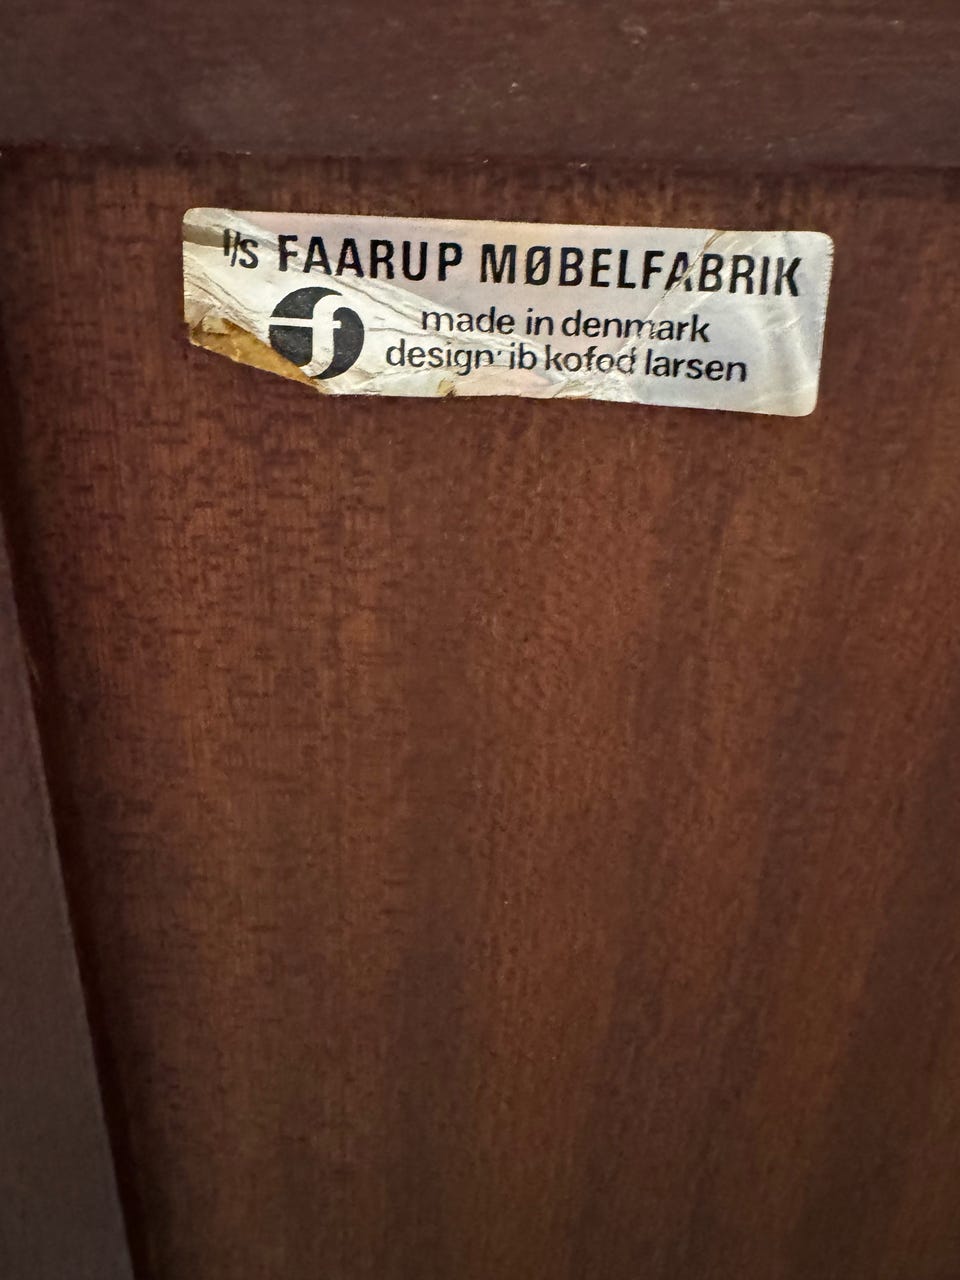 I/S FAARUP MØBELFABRIK
f
made in denmark
design: ib kofod larsen